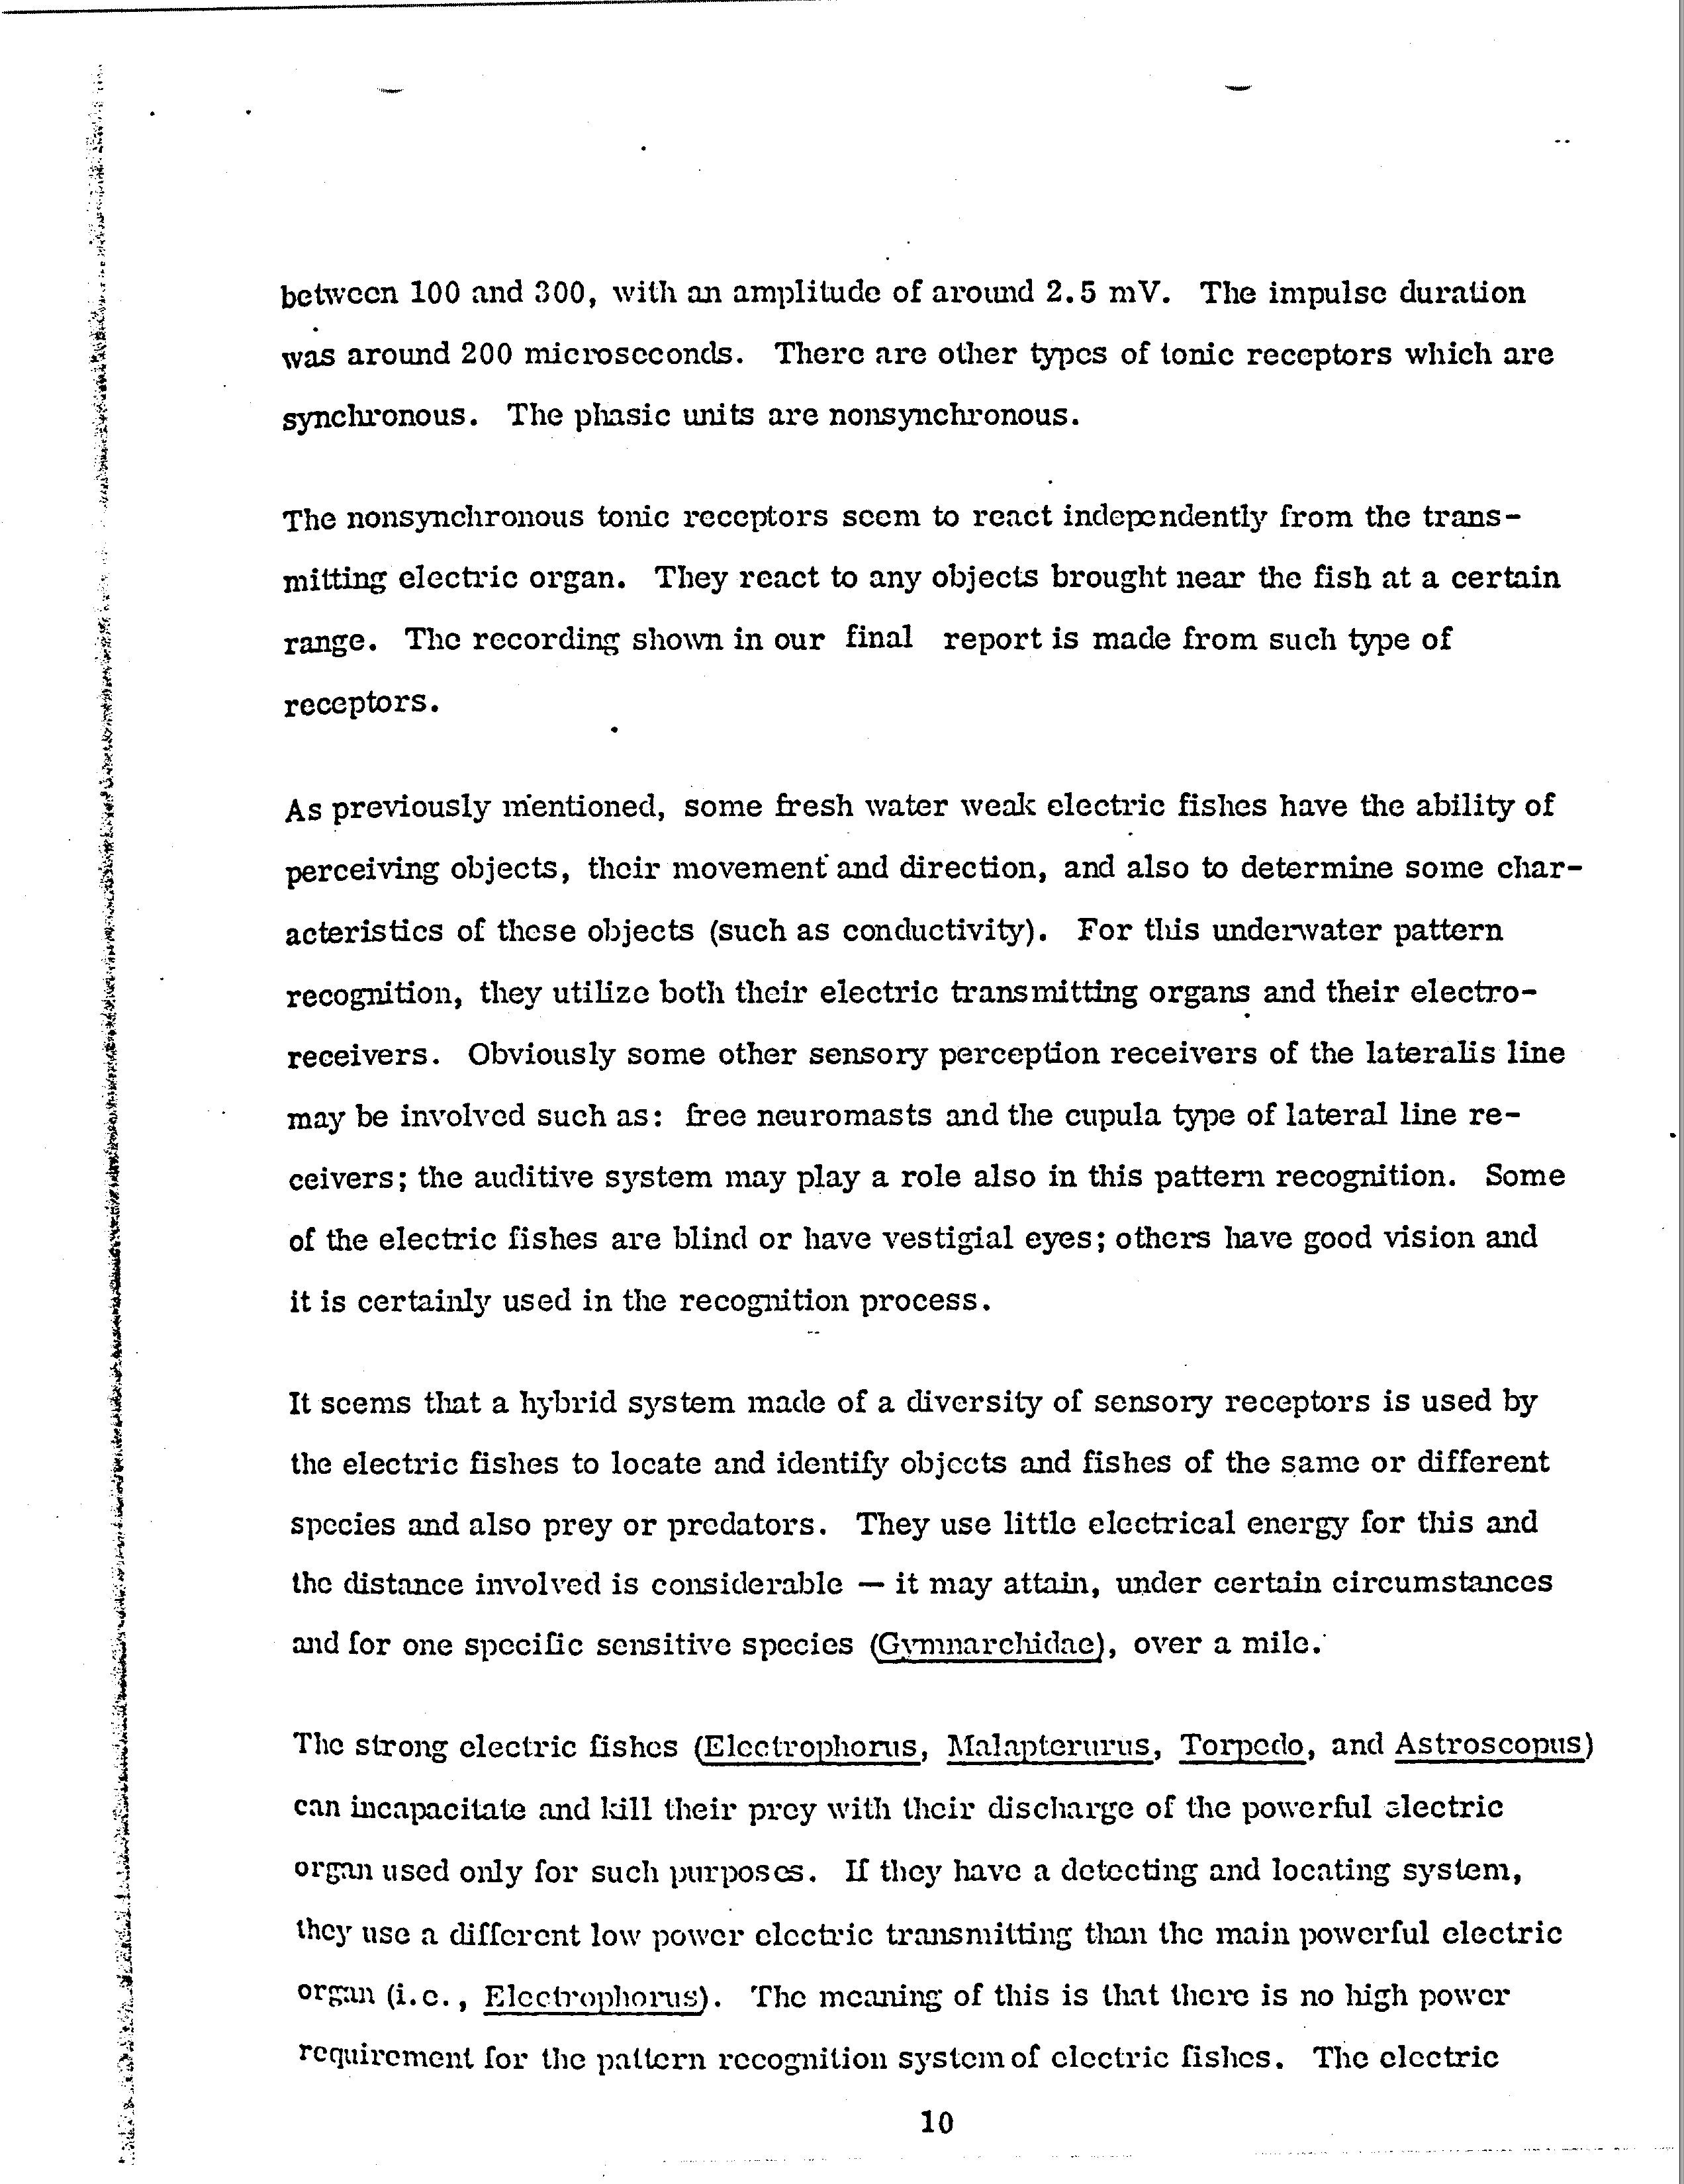 between 100 and 300, with an amplitude of around 2.5 mV. The impulse duration
was around 200 microseconds. There are other types of tonic receptors which are
synchronous. The phasic units are nonsynchronous.
The nonsynchronous tonic receptors seem to react independently from the trans-
mitting electric organ. They react to any objects brought near the fish at a certain
range. The recording shown in our final report is made from such type of
receptors.
As previously mentioned, some fresh water weak electric fishes have the ability of
perceiving objects, their movement and direction, and also to determine some char-
acteristics of these objects (such as conductivity). For this underwater pattern
recognition, they utilize both their electric transmitting organs and their electro-
receivers. Obviously some other sensory perception receivers of the lateralis line
may be involved such as: free neuromasts and the cupula type of lateral line re-
ceivers; the auditive system may play a role also in this pattern recognition. Some
of the electric fishes are blind or have vestigial eyes; others have good vision and
it is certainly used in the recognition process.
It seems that a hybrid system made of a diversity of sensory receptors is used by
the electric fishes to locate and identify objects and fishes of the same or different
species and also prey or predators. They use little electrical energy for this and
the distance involved is considerable — it may attain, under certain circumstances
and for one specific sensitive species (Gymnarchidae), over a mile.
The strong electric fishes (Electrophorus, Malapterurus, Torpedo, and Astroscopus)
can incapacitate and kill their prey with their discharge of the powerful electric
organ used only for such purposes. If they have a detecting and locating system,
they use a different low power electric transmitting than the main powerful electric
organ (i.e., Electrophorus). The meaning of this is that there is no high power
requirement for the pattern recognition system of electric fishes. The electric
10